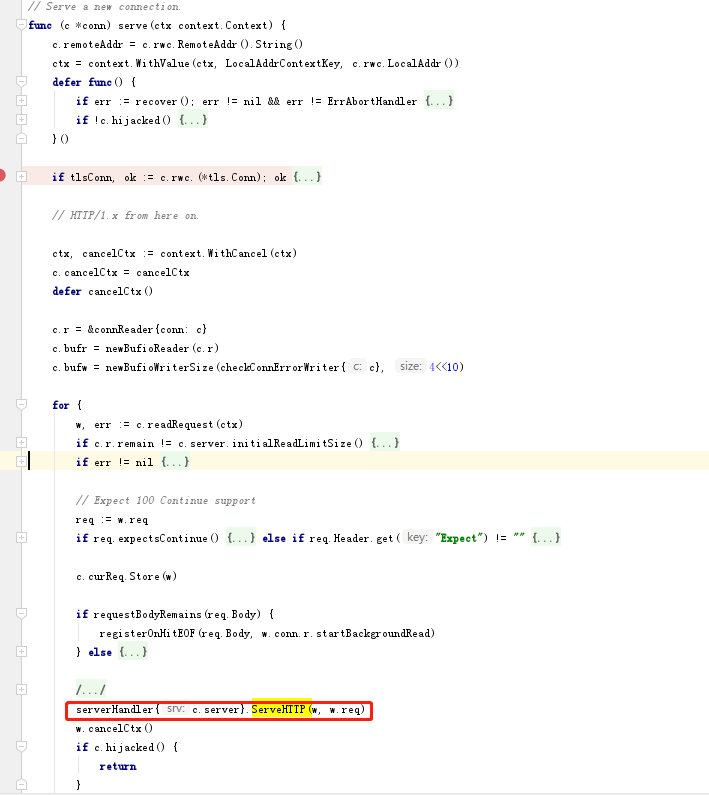 // Serve a new connection.
func (c *conn) serve(ctx context.Context) {
c.remoteAddr = c.rwc.RemoteAddr().String()
ctx = context.WithValue(ctx, LocalAddrContextKey, c.rwc.LocalAddr())
defer func() {
if err := recover(); err != nil && err != ErrAbortHandler {...}
if !c.hijacked() {...}
}()
if tlsConn, ok := c.rwc.(*tls.Conn); ok {...}
// HTTP/1.x from here on.
ctx, cancelCtx := context.WithCancel(ctx)
c.cancelCtx = cancelCtx
defer cancelCtx()
c.r = &connReader{conn: c}
c.bufr = newBufioReader(c.r)
c.bufw = newBufioWriterSize(checkConnErrorWriter{ c: c}, size: 4<<10)
for {
w, err := c.readRequest(ctx)
if c.r.remain != c.server.initialReadLimitSize() {...}
if err != nil {...}
// Expect 100 Continue support
req := w.req
if req.expectsContinue() {...} else if req.Header.get( key: "Expect") != "" {...}
c.curReq.Store(w)
if requestBodyRemains(req.Body) {
registerOnHitEOF(req.Body, w.conn.r.startBackgroundRead)
} else {...}
/.../
serverHandler{ srv: c.server}.ServeHTTP(w, w.req)
w.cancelCtx()
if c.hijacked() {
return
}